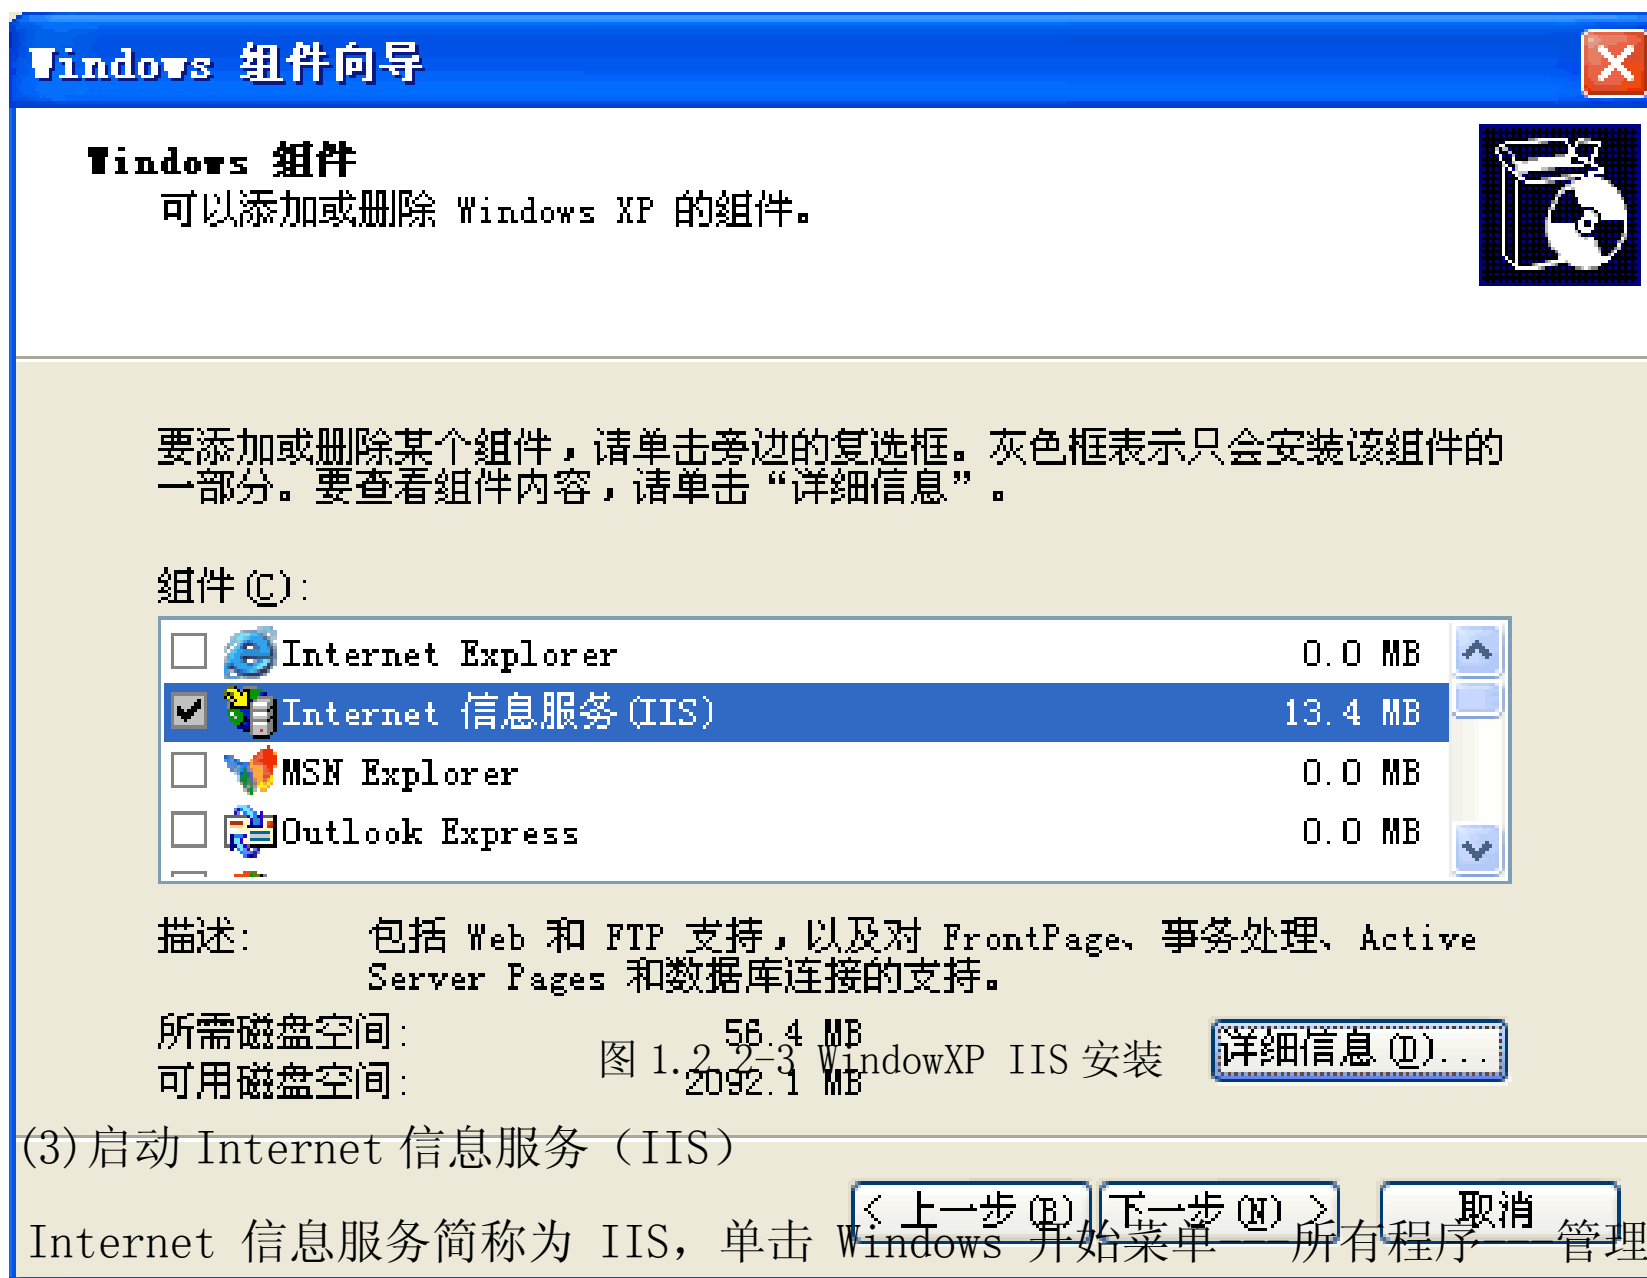 Windows 组件向导
Windows 组件
可以添加或删除 Windows XP 的组件。
要添加或删除某个组件，请单击旁边的复选框。灰色框表示只会安装该组件的
一部分。要查看组件内容，请单击“详细信息”。
组件(C):
Internet Explorer 0.0 MB
Internet 信息服务(IIS) 13.4 MB
MSN Explorer 0.0 MB
Outlook Express 0.0 MB
描述: 包括 Web 和 FTP 支持，以及对 FrontPage、事务处理、Active
Server Pages 和数据库连接的支持。
所需磁盘空间: 56.4 MB
图 1.2.2-3 WindowXP IIS 安装
详细信息(D)...
可用磁盘空间: 2092.1 MB
(3)启动 Internet 信息服务（IIS）
< 上一步(B) 下一步(N) > 取消
Internet 信息服务简称为 IIS，单击 Windows 开始菜单---所有程序---管理